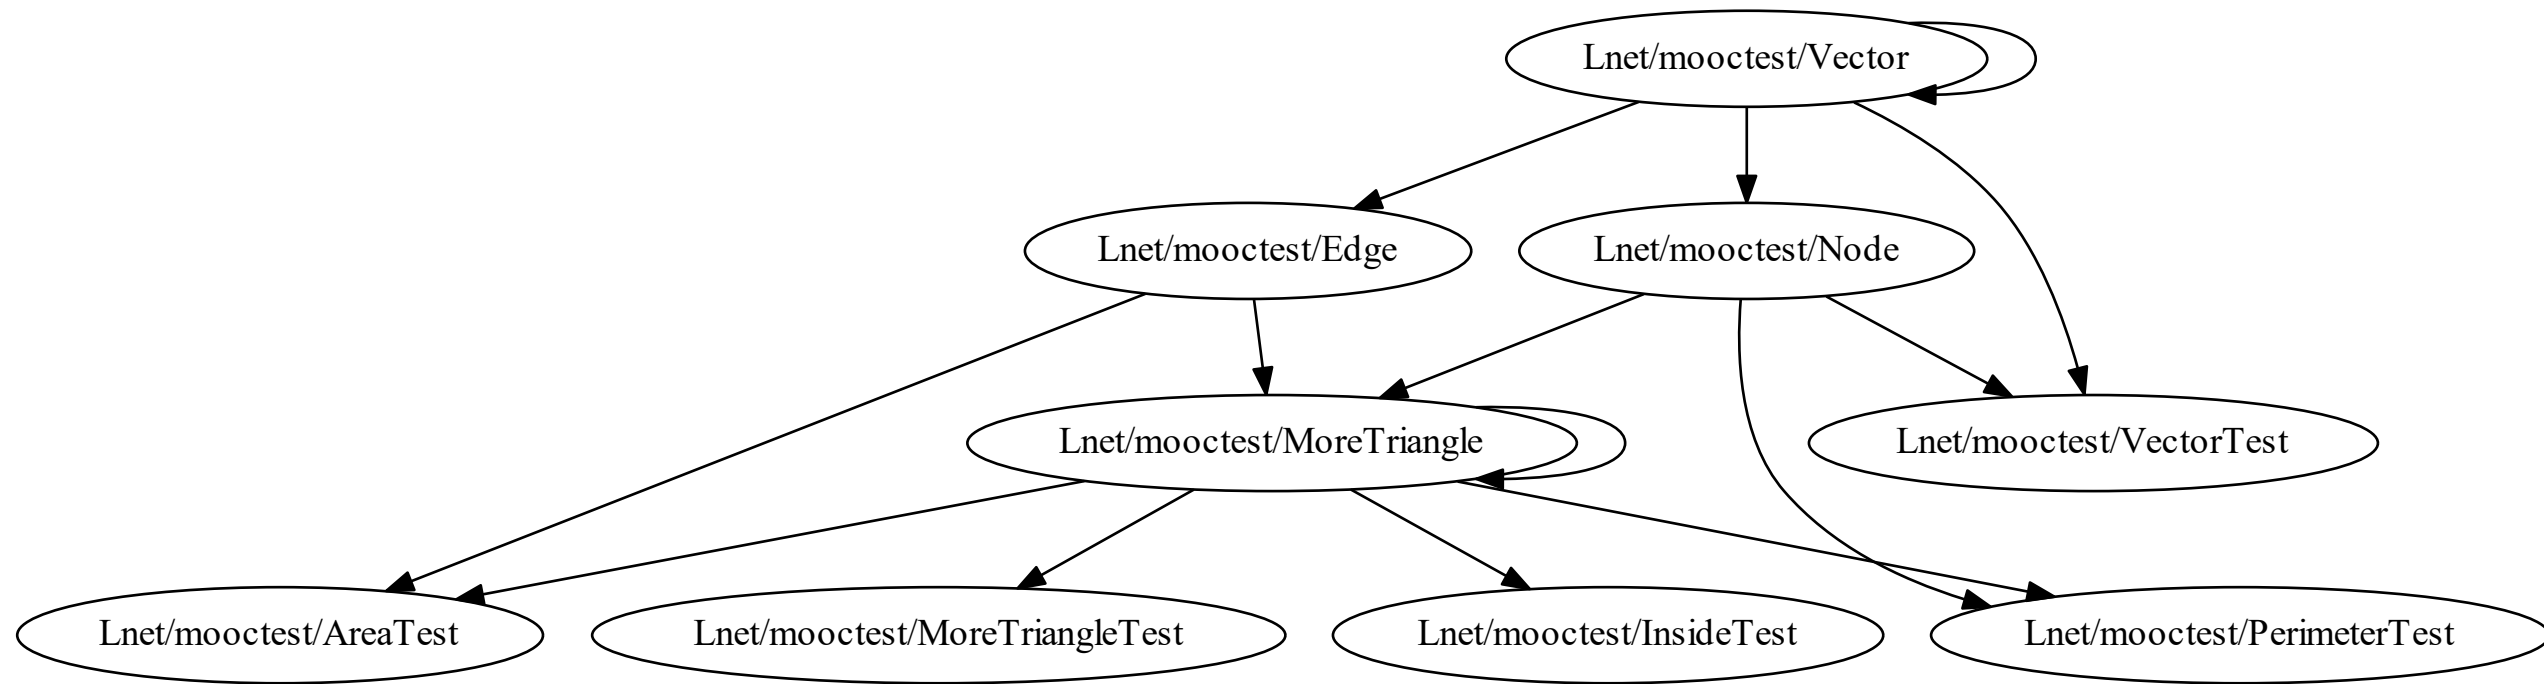 Lnet/mooctest/Vector
Lnet/mooctest/Edge
Lnet/mooctest/Node
Lnet/mooctest/MoreTriangle
Lnet/mooctest/VectorTest
Lnet/mooctest/AreaTest
Lnet/mooctest/MoreTriangleTest
Lnet/mooctest/InsideTest
Lnet/mooctest/PerimeterTest